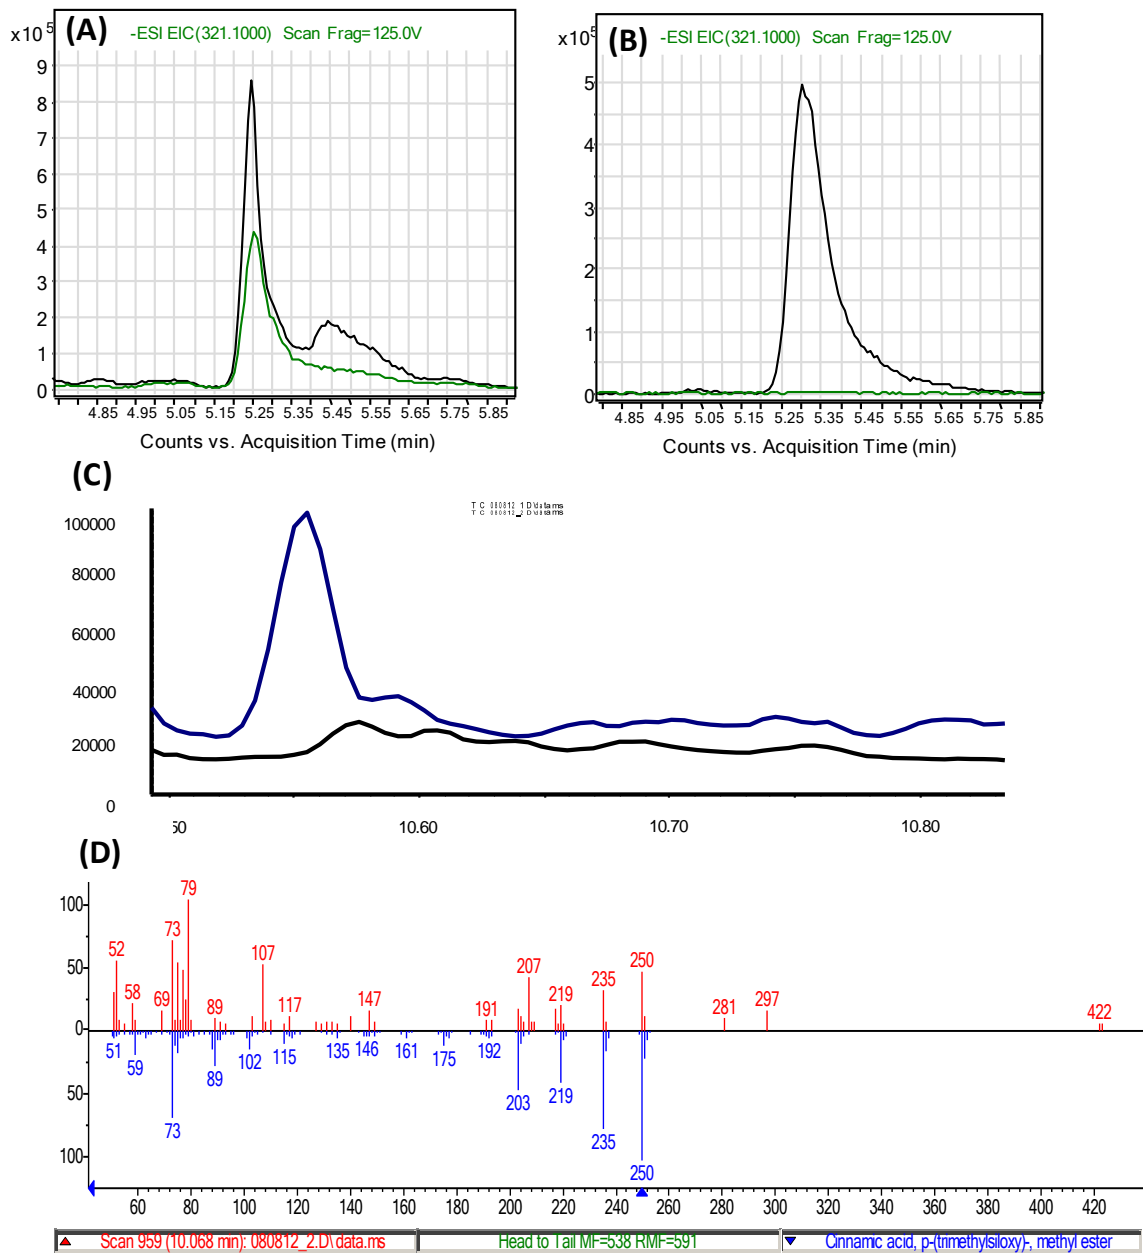 (A)
-ESI EIC(321.1000) Scan Frag=125.0V
x10^5
9
8
7
6
5
4
3
2
1
0
4.85 4.95 5.05 5.15 5.25 5.35 5.45 5.55 5.65 5.75 5.85
Counts vs. Acquisition Time (min)
(B)
-ESI EIC(321.1000) Scan Frag=125.0V
x10^5
5
4
3
2
1
0
4.85 4.95 5.05 5.15 5.25 5.35 5.45 5.55 5.65 5.75 5.85
Counts vs. Acquisition Time (min)
(C)
100000
80000
60000
40000
20000
0
50 10.60 10.70 10.80
(D)
100
50
0
50
100
52 58 69 73 79 89 107 117 147 191 207 219 235 250 281 297 422
51 59 73 89 102 115 135 146 161 175 192 203 219 235 250
60 80 100 120 140 160 180 200 220 240 260 280 300 320 340 360 380 400 420
Scan 959 (10.068 min): 080812_2.D\data.ms
Head to Tail MF=538 RMF=591
Cinnamic acid, p-(trimethylsiloxy)-, methyl ester